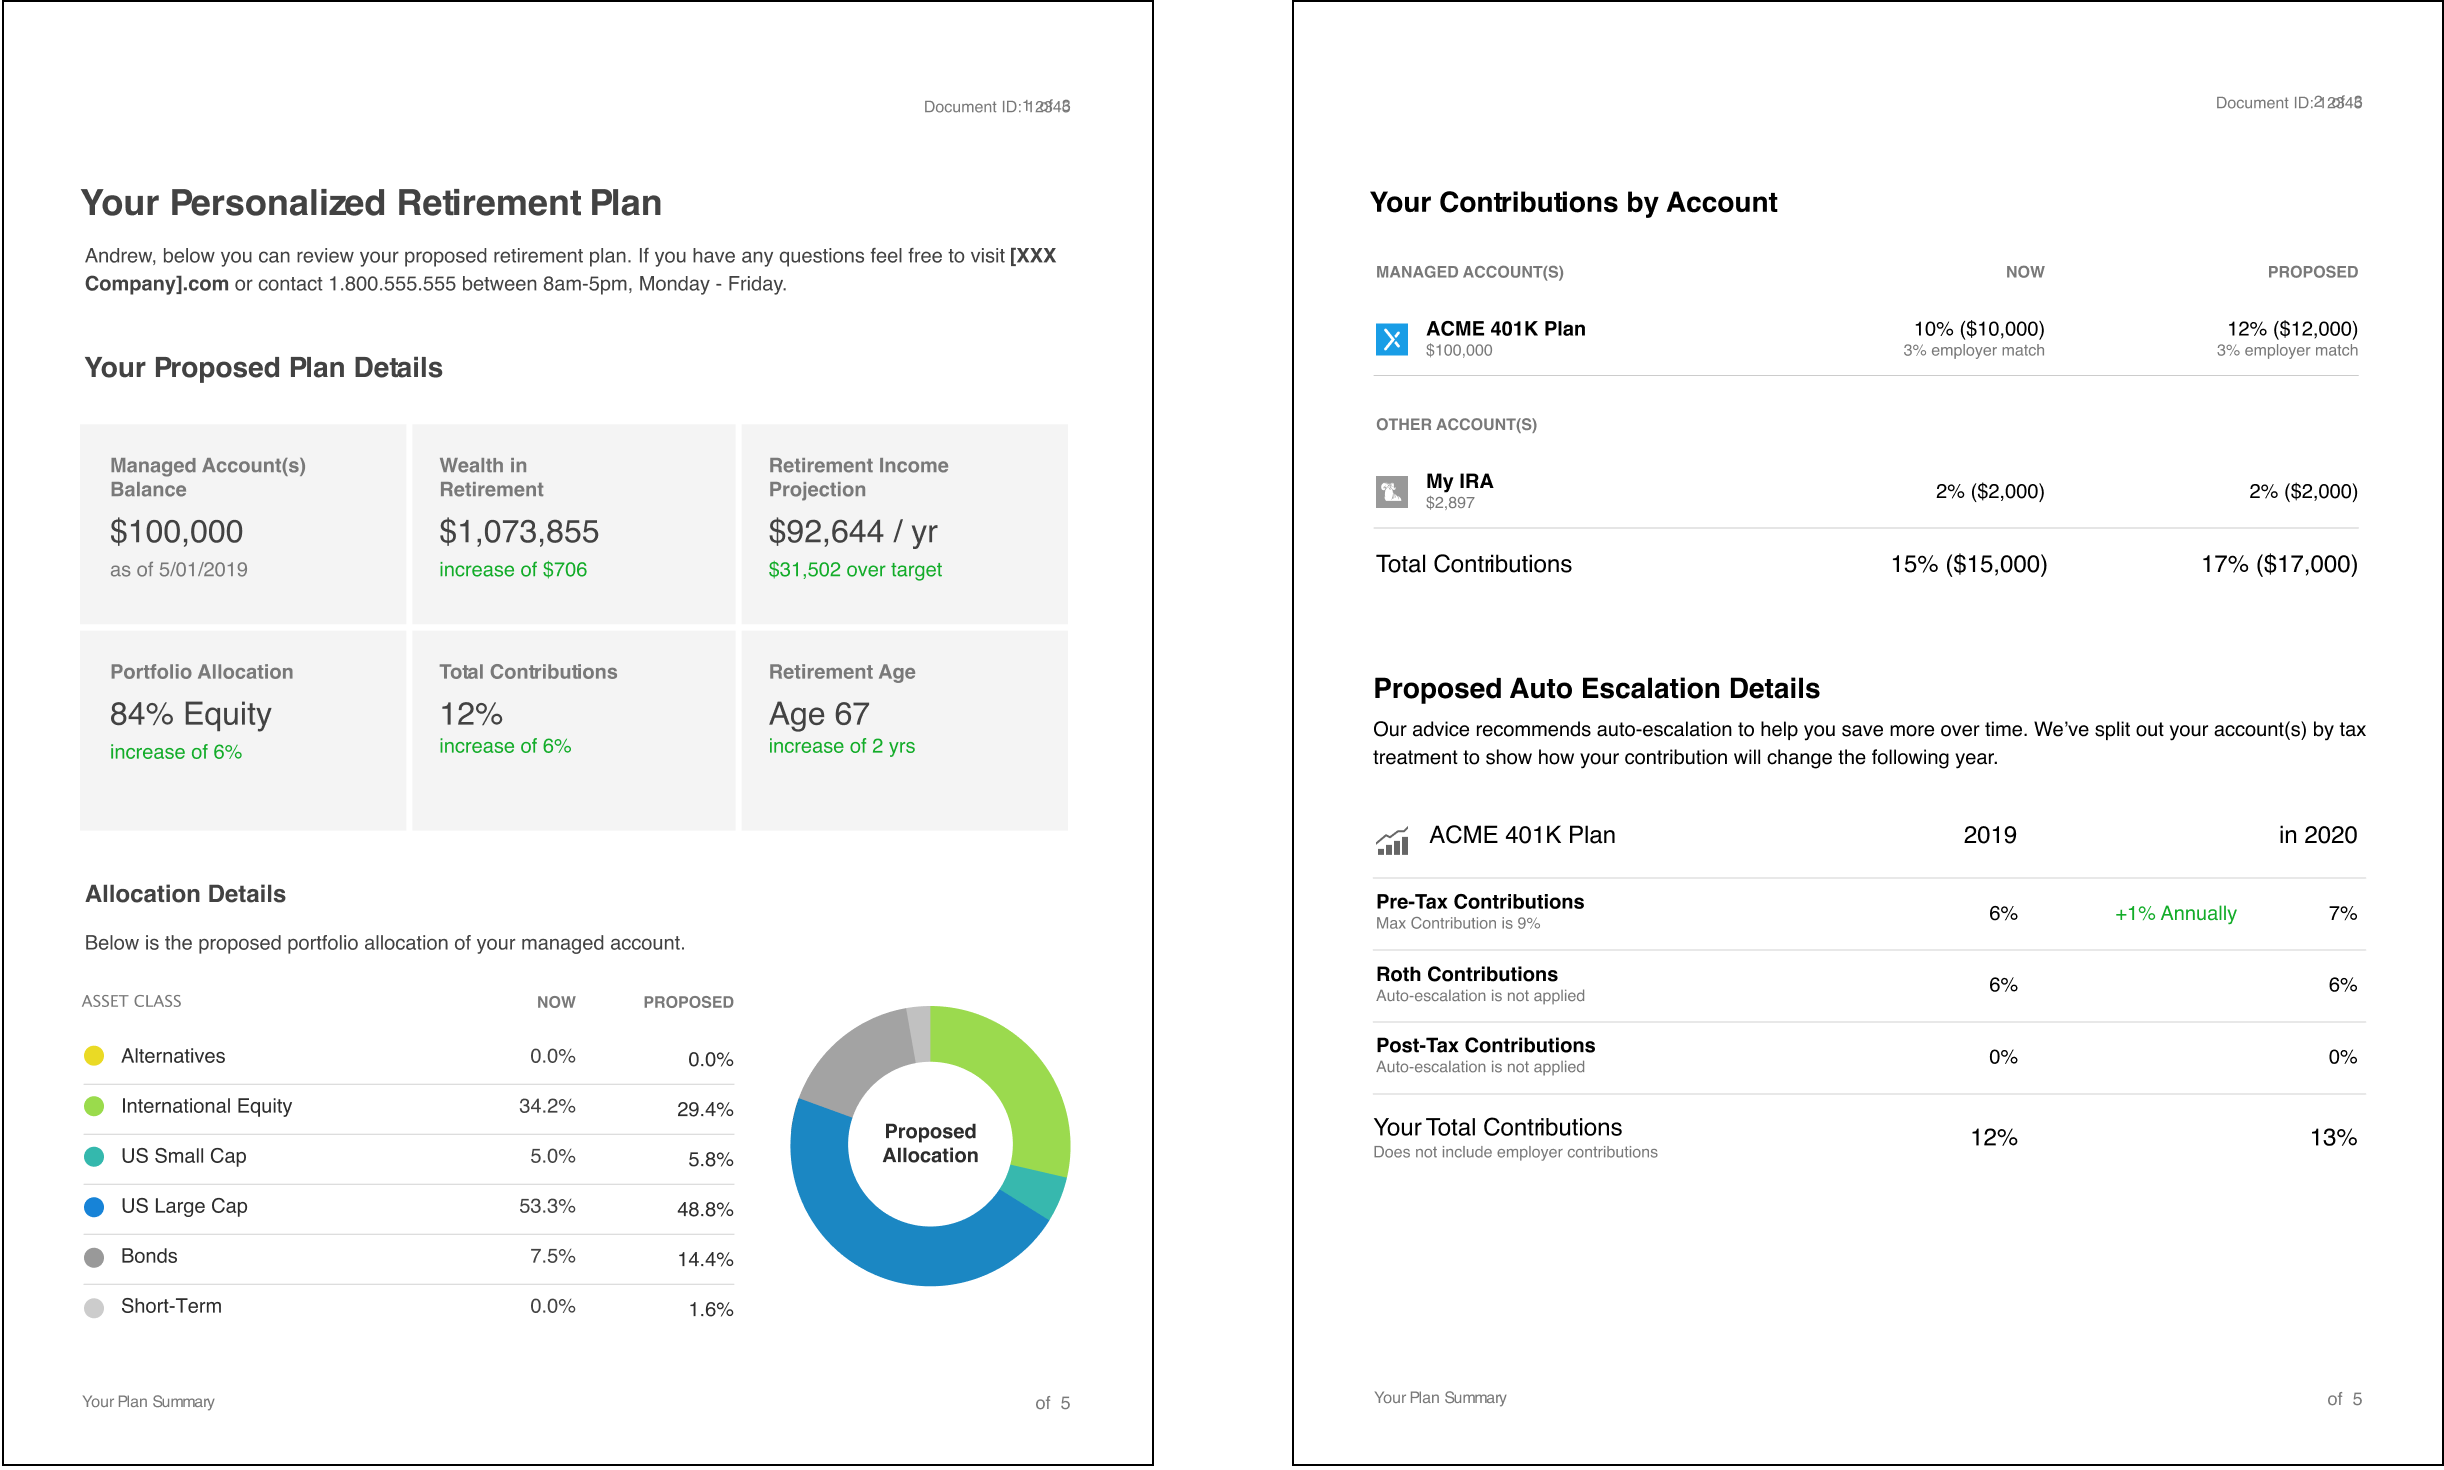 Document ID:
Your Personalized Retirement Plan
Andrew, below you can review your proposed retirement plan. If you have any questions feel free to visit [XXX
Company].com or contact 1.800.555.555 between 8am-5pm, Monday - Friday.
Your Proposed Plan Details
Managed Account(s)
Balance
$100,000
as of 5/01/2019
Wealth in
Retirement
$1,073,855
increase of $706
Retirement Income
Projection
$92,644 / yr
$31,502 over target
Portfolio Allocation
84% Equity
increase of 6%
Total Contributions
12%
increase of 6%
Retirement Age
Age 67
increase of 2 yrs
Allocation Details
Below is the proposed portfolio allocation of your managed account.
ASSET CLASS NOW PROPOSED
Alternatives 0.0% 0.0%
International Equity 34.2% 29.4%
US Small Cap 5.0% 5.8%
US Large Cap 53.3% 48.8%
Bonds 7.5% 14.4%
Short-Term 0.0% 1.6%
Proposed
Allocation
Your Plan Summary of 5
Document ID:
Your Contributions by Account
MANAGED ACCOUNT(S) NOW PROPOSED
ACME 401K Plan 10% ($10,000) 12% ($12,000)
$100,000 3% employer match 3% employer match
OTHER ACCOUNT(S)
My IRA 2% ($2,000) 2% ($2,000)
$2,897
Total Contributions 15% ($15,000) 17% ($17,000)
Proposed Auto Escalation Details
Our advice recommends auto-escalation to help you save more over time. We've split out your account(s) by tax
treatment to show how your contribution will change the following year.
ACME 401K Plan 2019 in 2020
Pre-Tax Contributions 6% +1% Annually 7%
Max Contribution is 9%
Roth Contributions 6% 6%
Auto-escalation is not applied
Post-Tax Contributions 0% 0%
Auto-escalation is not applied
Your Total Contributions 12% 13%
Does not include employer contributions
Your Plan Summary of 5